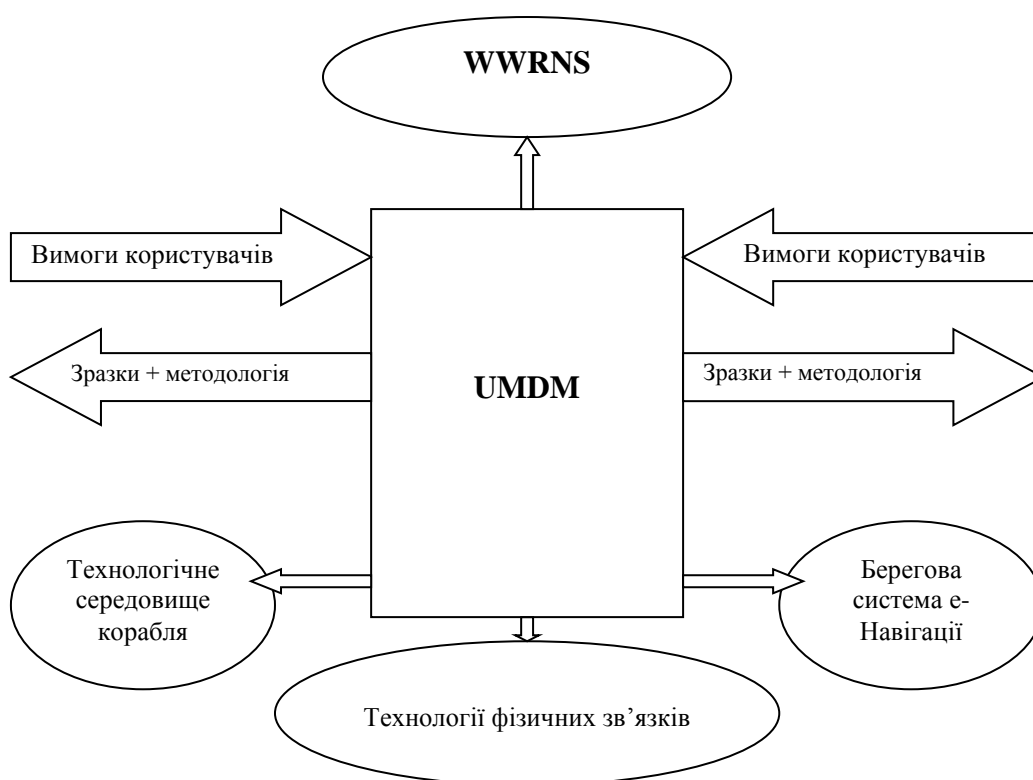 WWRNS
Вимоги користувачів
Вимоги користувачів
Зразки + методологія
UMDM
Зразки + методологія
Технологічне
середовище
корабля
Берегова
система е-
Навігації
Технології фізичних зв’язків